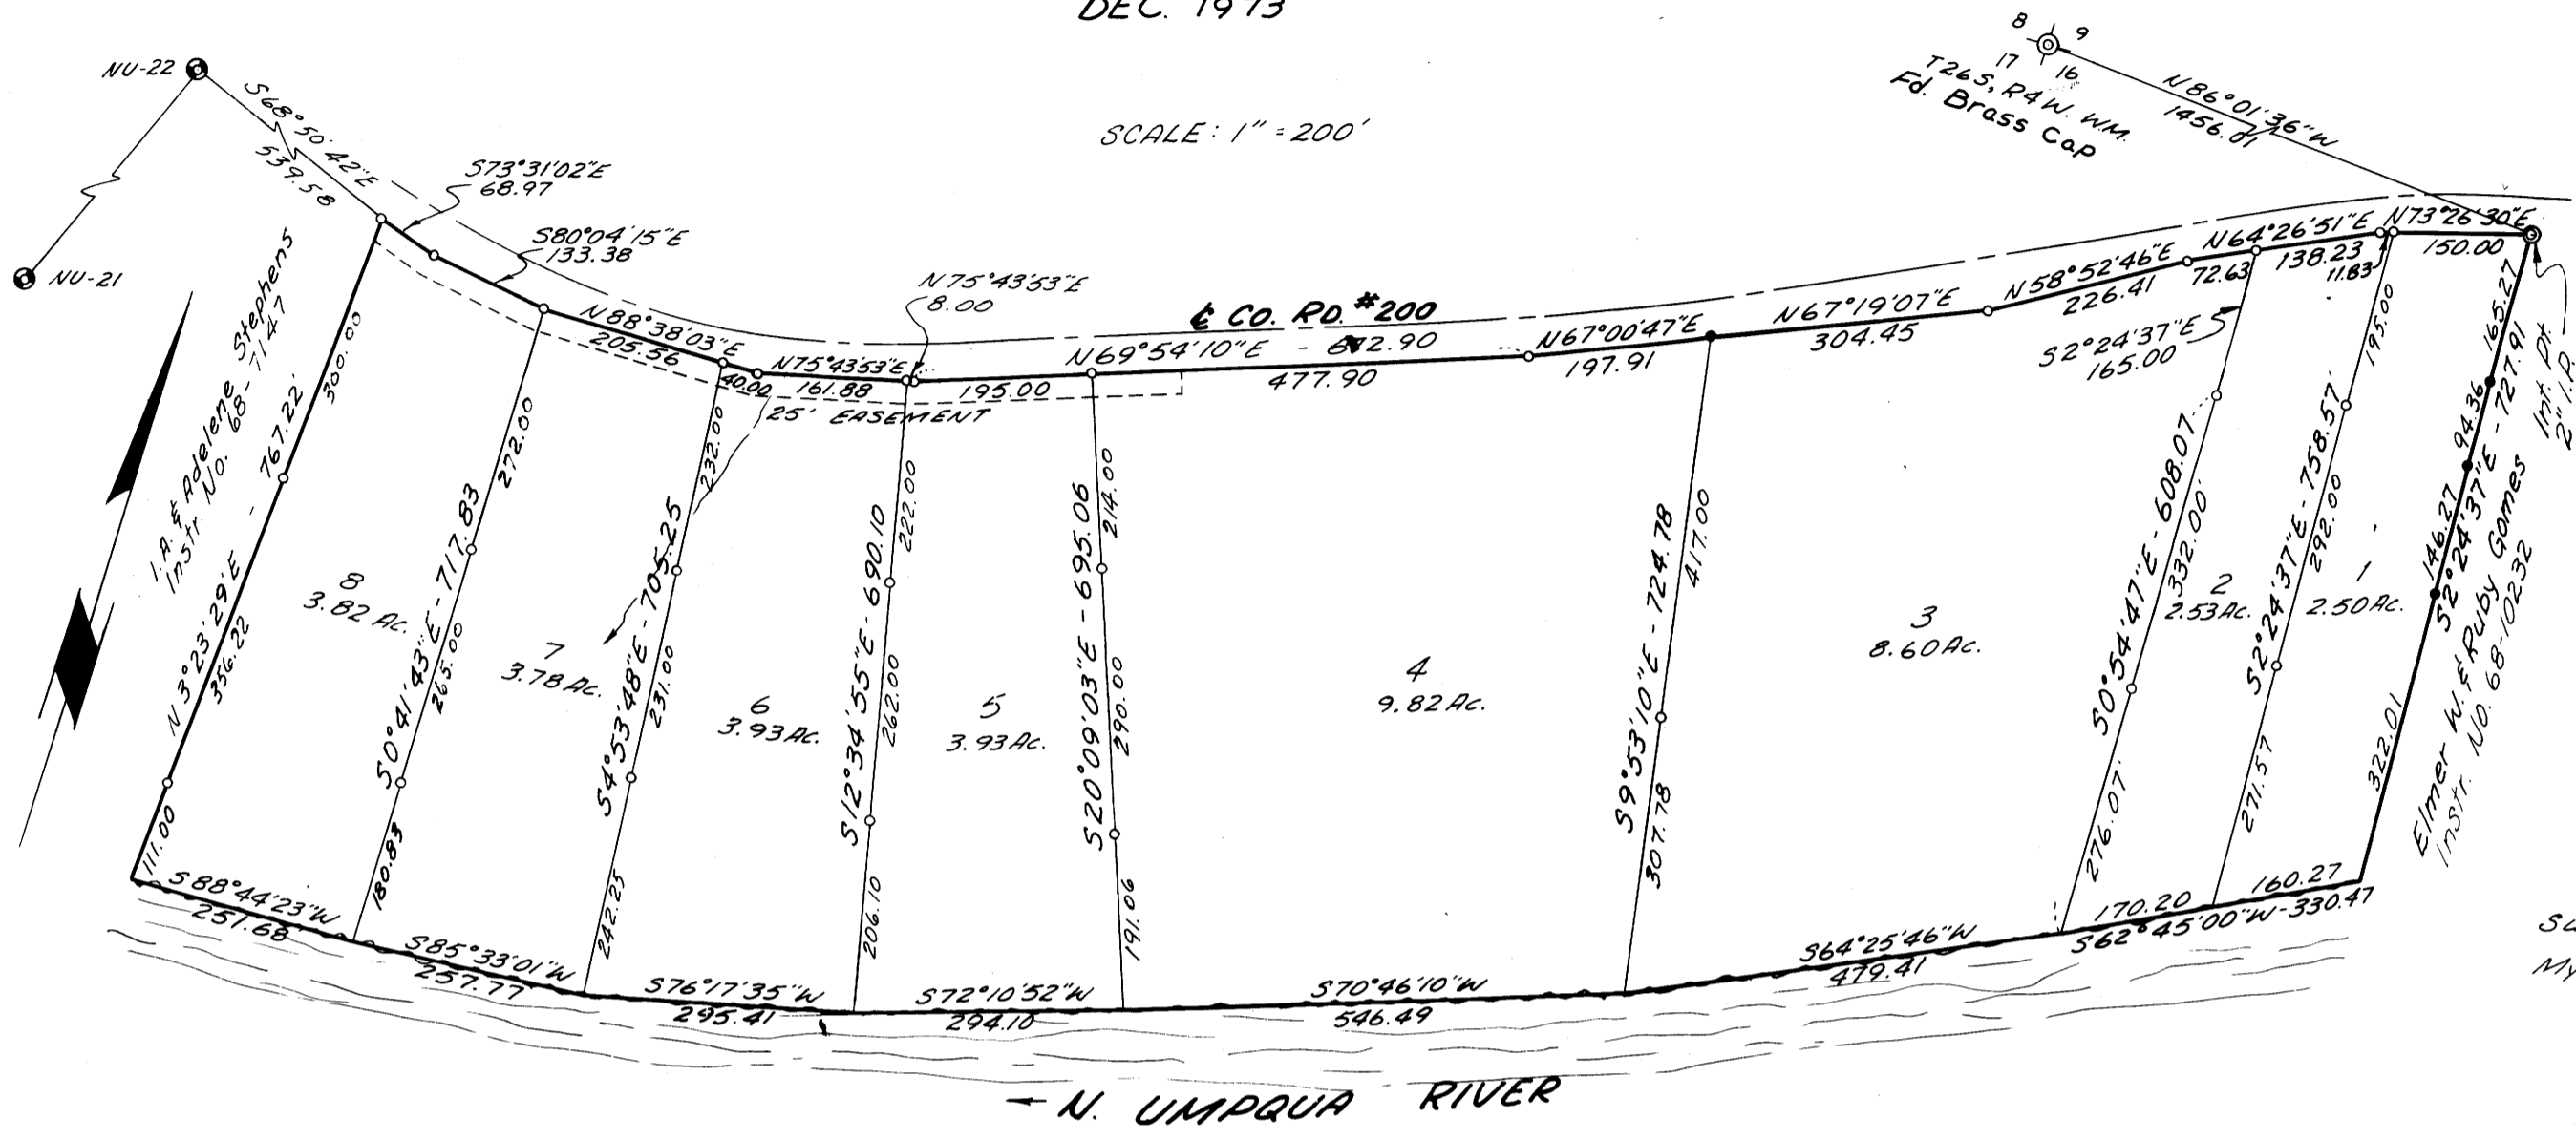 DEC. 1973
SCALE: 1" = 200'
NU-22
NU-21
S68°50'42"E
539.58
S73°31'02"E
68.97
S80°04'15"E
133.38
N88°38'03"E
205.56
40.00
N75°43'53"E
161.88
N75°43'53"E
8.00
25' EASEMENT
℄ CO. RD. #200
N69°54'10"E - 672.90
195.00
477.90
N67°00'47"E
197.91
N67°19'07"E
304.45
N58°52'46"E
226.41
72.63
N64°26'51"E
138.23
11.83
N73°26'30"E
150.00
8 9
17 16
T26S, R4W. W.M.
Fd. Brass Cap
N86°01'36"W
1456.01
Int. Pt.
2" I.P.
I.A. & Adelene Stephens
Instr. No. 68-7147
N3°23'29"E - 767.22'
300.00
356.22
111.00
8
3.82 Ac.
S0°41'43"E - 717.83
272.00
265.00
180.83
7
3.78 Ac.
S4°53'48"E - 705.25
232.00
231.00
242.25
6
3.93 Ac.
S12°34'55"E - 690.10
222.00
262.00
206.10
5
3.93 Ac.
S20°09'03"E - 695.06
214.00
290.00
191.06
4
9.82 Ac.
S9°53'10"E - 724.78
417.00
307.78
3
8.60 Ac.
S2°24'37"E
165.00
S0°54'47"E - 608.07
332.00'
276.07'
2
2.53 Ac.
S2°24'37"E - 758.57'
195.00
292.00
271.57
1
2.50 Ac.
S2°24'37"E - 727.91
165.27
94.36
146.27
322.01
Elmer W. & Ruby Gomes
Instr. No. 68-10232
S88°44'23"W
251.68
S85°33'01"W
257.77
S76°17'35"W
295.41
S72°10'52"W
294.10
S70°46'10"W
546.49
S64°25'46"W
479.41
170.20
160.27
S62°45'00"W - 330.47
My
N. UMPQUA RIVER